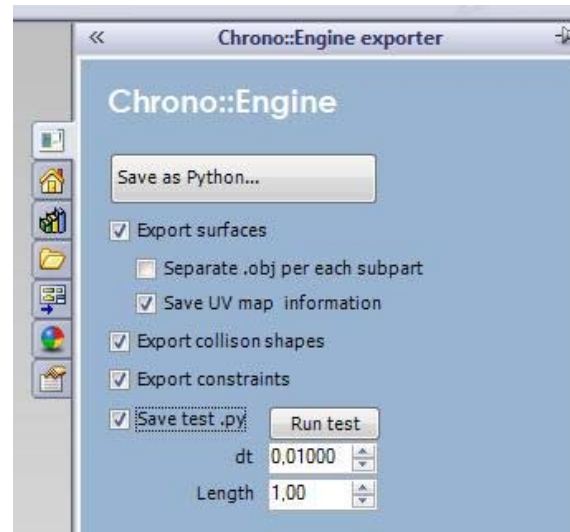 Chrono::Engine exporter
Chrono::Engine
Save as Python...
Export surfaces
Separate .obj per each subpart
Save UV map information
Export collison shapes
Export constraints
Save test .py Run test
dt 0,01000
Length 1,00